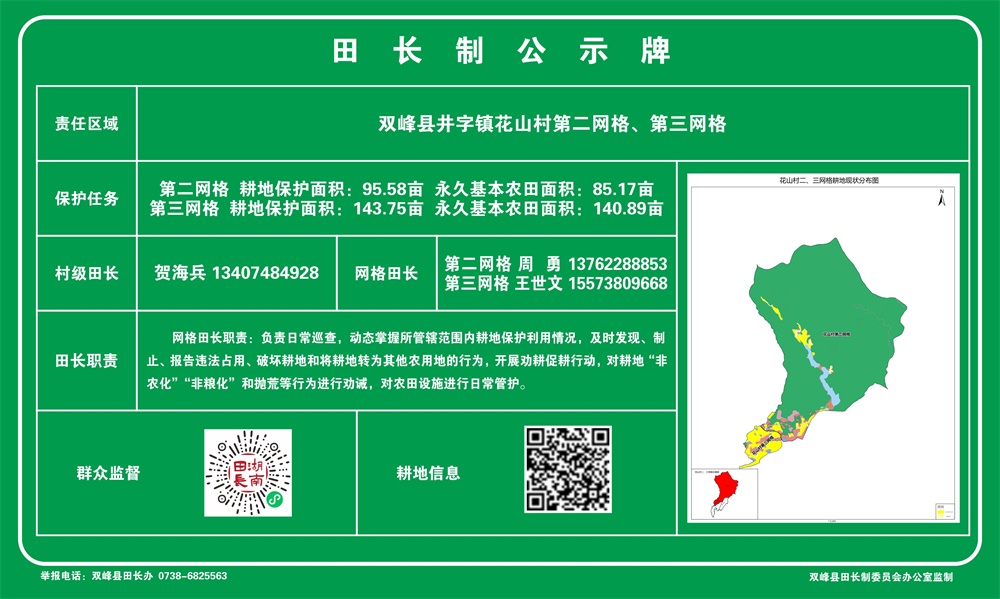 田长制公示牌
责任区域
双峰县井字镇花山村第二网格、第三网格
保护任务
第二网格 耕地保护面积：95.58亩 永久基本农田面积：85.17亩
第三网格 耕地保护面积：143.75亩 永久基本农田面积：140.89亩
村级田长
贺海兵 13407484928
网格田长
第二网格 周 勇 13762288853
第三网格 王世文 15573809668
田长职责
网格田长职责：负责日常巡查，动态掌握所管辖范围内耕地保护利用情况，及时发现、制
止、报告违法占用、破坏耕地和将耕地转为其他农用地的行为，开展劝耕促耕行动，对耕地“非
农化”“非粮化”和抛荒等行为进行劝诫，对农田设施进行日常管护。
花山村二、三网格耕地现状分布图
N
花山村第二网格
群众监督
湖南
田長
耕地信息
举报电话：双峰县田长办 0738-6825563
双峰县田长制委员会办公室监制